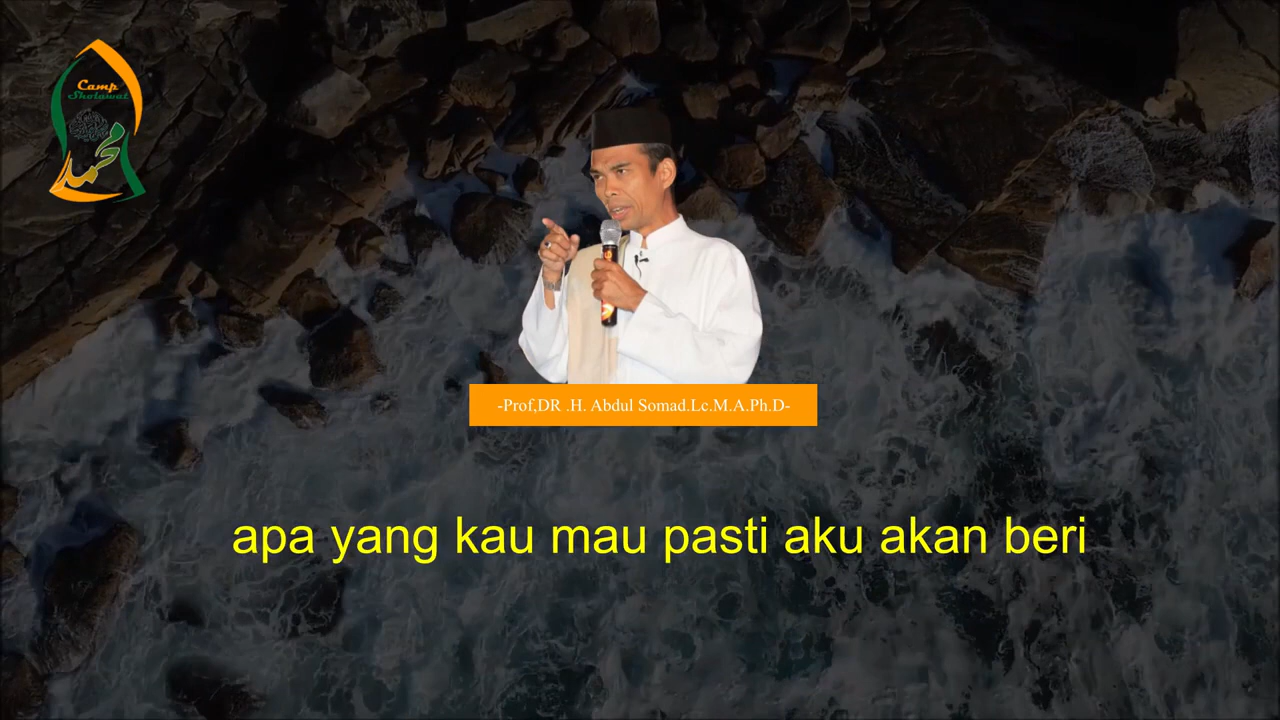 Camp
Sholawat
محمد
-Prof,DR .H. Abdul Somad.Lc.M.A.Ph.D-
apa yang kau mau pasti aku akan beri